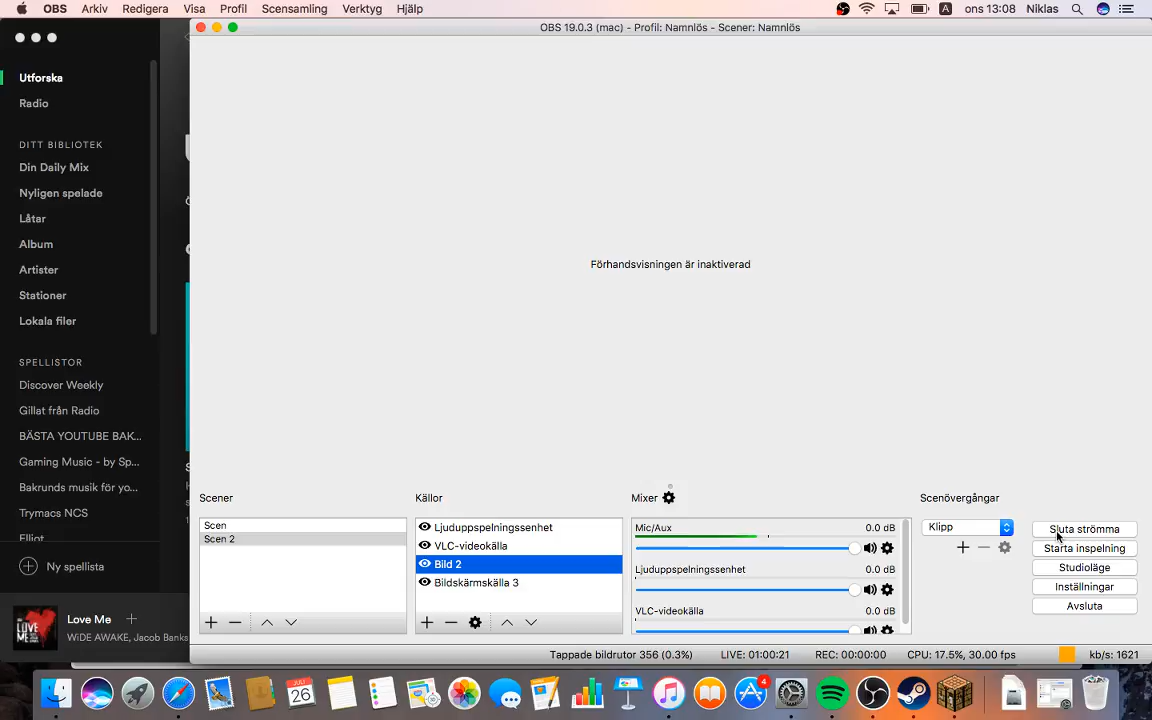 OBS Arkiv Redigera Visa Profil Scensamling Verktyg Hjälp
A ons 13:08 Niklas
OBS 19.0.3 (mac) - Profil: Namnlös - Scener: Namnlös
Utforska
Radio
DITT BIBLIOTEK
Din Daily Mix
Nyligen spelade
Låtar
Album
Artister
Stationer
Lokala filer
SPELLISTOR
Discover Weekly
Gillat från Radio
BÄSTA YOUTUBE BAK...
Gaming Music - by Sp...
Bakrunds musik för yo...
Trymacs NCS
Elliot
Ny spellista
Love Me
WiDE AWAKE, Jacob Banks
Förhandsvisningen är inaktiverad
Scener
Scen
Scen 2
Källor
Ljuduppspelningssenhet
VLC-videokälla
Bild 2
Bildskärmskälla 3
Mixer
Mic/Aux 0.0 dB
Ljuduppspelningssenhet 0.0 dB
VLC-videokälla 0.0 dB
Scenövergångar
Klipp
Sluta strömma
Starta inspelning
Studioläge
Inställningar
Avsluta
Tappade bildrutor 356 (0.3%) LIVE: 01:00:21 REC: 00:00:00 CPU: 17.5%, 30.00 fps kb/s: 1621
JUL
26
4